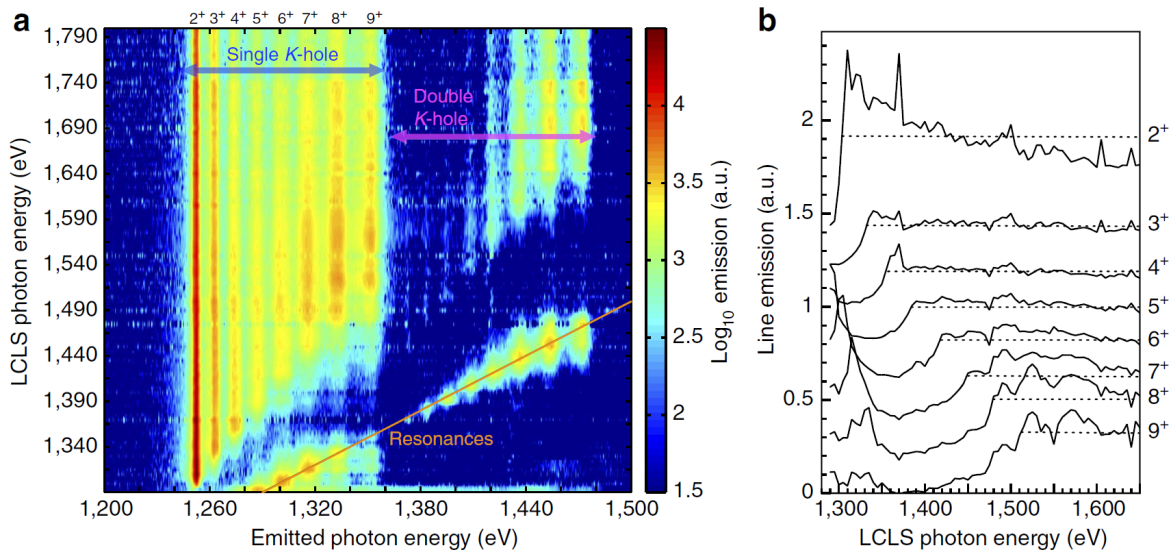 a
2+ 3+ 4+ 5+ 6+ 7+ 8+ 9+
LCLS photon energy (eV)
1,790
1,740
1,690
1,640
1,590
1,540
1,490
1,440
1,390
1,340
Single K-hole
Double
K-hole
Resonances
1,200 1,260 1,320 1,380 1,440 1,500
Emitted photon energy (eV)
4
3.5
3
2.5
2
1.5
Log10 emission (a.u.)
b
Line emission (a.u.)
2
1.5
1
0.5
0
2+
3+
4+
5+
6+
7+
8+
9+
1,300 1,400 1,500 1,600
LCLS photon energy (eV)